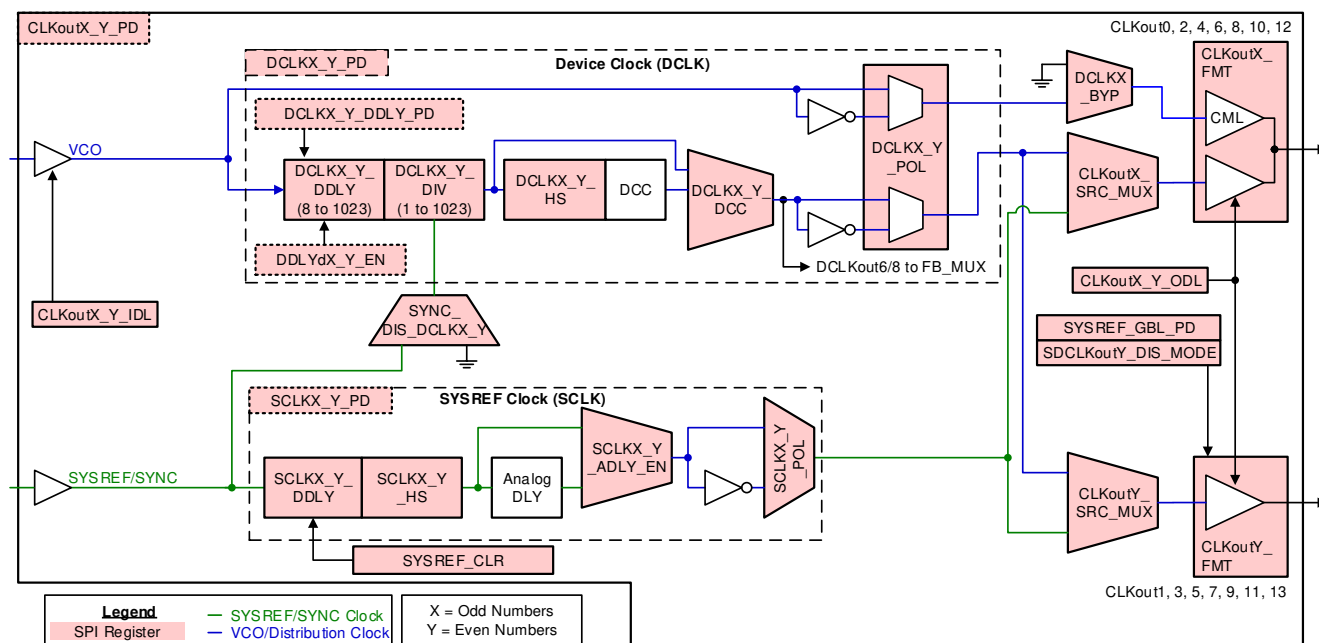 CLKoutX_Y_PD
CLKout0, 2, 4, 6, 8, 10, 12
DCLKX_Y_PD
Device Clock (DCLK)
CLKoutX_
FMT
DCLKX
_BYP
DCLKX_Y_DDLY_PD
CML
VCO
DCLKX_Y_
DDLY
(8 to 1023)
DCLKX_Y_
DIV
(1 to 1023)
DCLKX_Y_
HS
DCC
DCLKX_Y_
DCC
DCLKX_Y
_POL
CLKoutX_
SRC_MUX
DDLYdX_Y_EN
DCLKout6/8 to FB_MUX
CLKoutX_Y_ODL
CLKoutX_Y_IDL
SYNC_
DIS_DCLKX_Y
SYSREF_GBL_PD
SDCLKoutY_DIS_MODE
SCLKX_Y_PD
SYSREF Clock (SCLK)
SYSREF/SYNC
SCLKX_Y
_DDLY
SCLKX_Y
_HS
Analog
DLY
SCLKX_Y
_ADLY_EN
SCLKX_Y
_POL
CLKoutY_
SRC_MUX
CLKoutY_
FMT
SYSREF_CLR
CLKout1, 3, 5, 7, 9, 11, 13
Legend
SPI Register
SYSREF/SYNC Clock
VCO/Distribution Clock
X = Odd Numbers
Y = Even Numbers